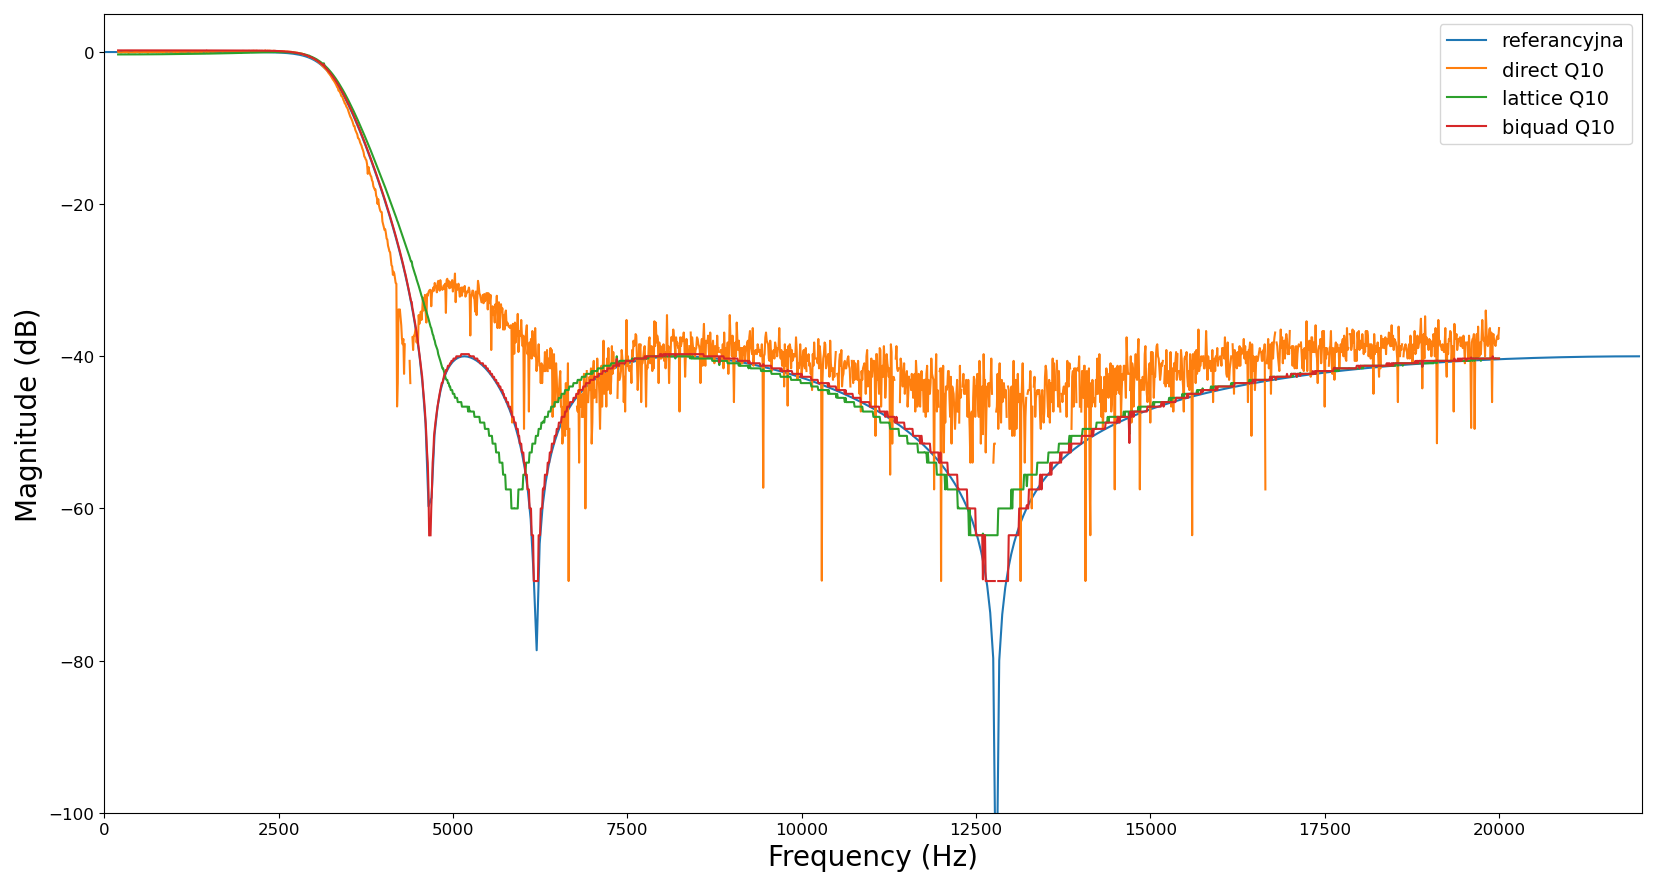 referancyjna
direct Q10
lattice Q10
biquad Q10
Magnitude (dB)
0
−20
−40
−60
−80
−100
0 2500 5000 7500 10000 12500 15000 17500 20000
Frequency (Hz)